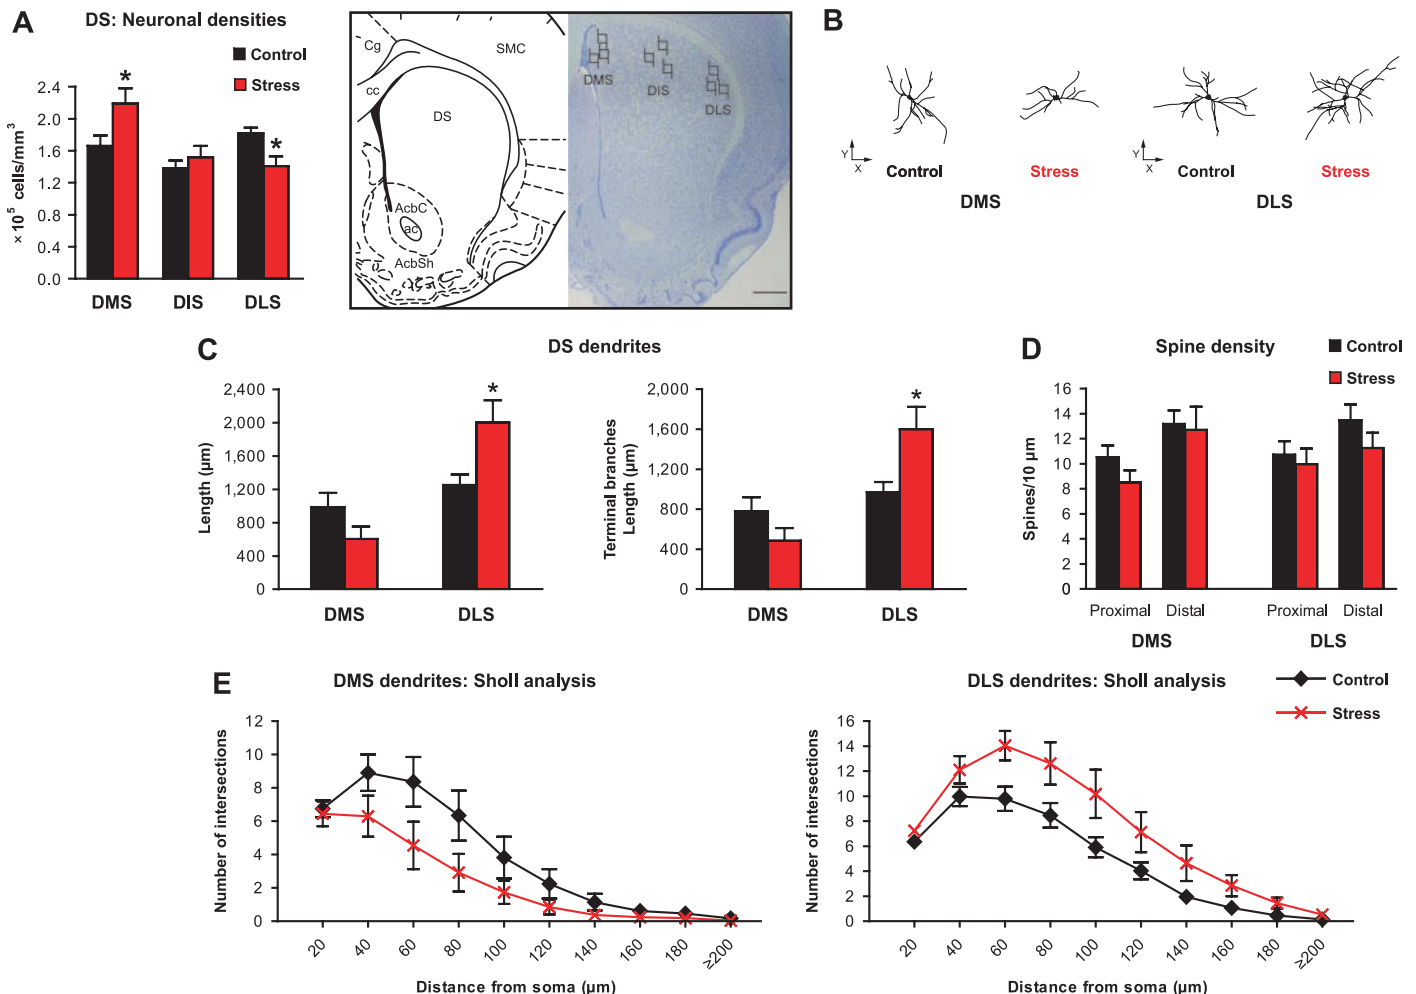 A
DS: Neuronal densities
Control
Stress
×10⁵ cells/mm³
2.4
2.0
1.6
1.2
0.8
0.4
0.0
*
*
DMS
DIS
DLS
Cg
SMC
cc
DS
AcbC
ac
AcbSh
DMS
DIS
DLS
B
Y
X
Control
Stress
DMS
Y
X
Control
Stress
DLS
C
DS dendrites
Length (µm)
2,400
2,000
1,600
1,200
800
400
0
*
DMS
DLS
Terminal branches
Length (µm)
2,000
1,600
1,200
800
400
0
*
DMS
DLS
D
Spine density
Control
Stress
Spines/10 µm
16
14
12
10
8
6
4
2
0
Proximal
Distal
Proximal
Distal
DMS
DLS
E
DMS dendrites: Sholl analysis
Number of intersections
12
10
8
6
4
2
0
20
40
60
80
100
120
140
160
180
≥200
Distance from soma (µm)
DLS dendrites: Sholl analysis
Control
Stress
Number of intersections
16
14
12
10
8
6
4
2
0
20
40
60
80
100
120
140
160
180
≥200
Distance from soma (µm)